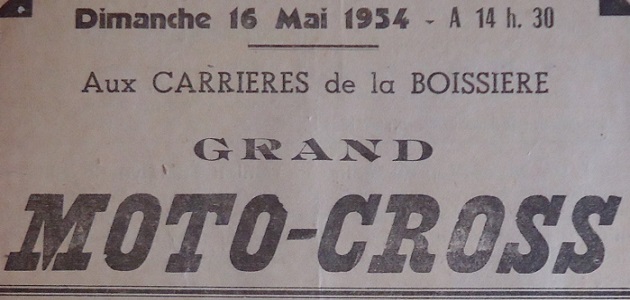 Dimanche 16 Mai 1954 - A 14 h. 30
Aux CARRIERES de la BOISSIERE
GRAND
MOTO-CROSS